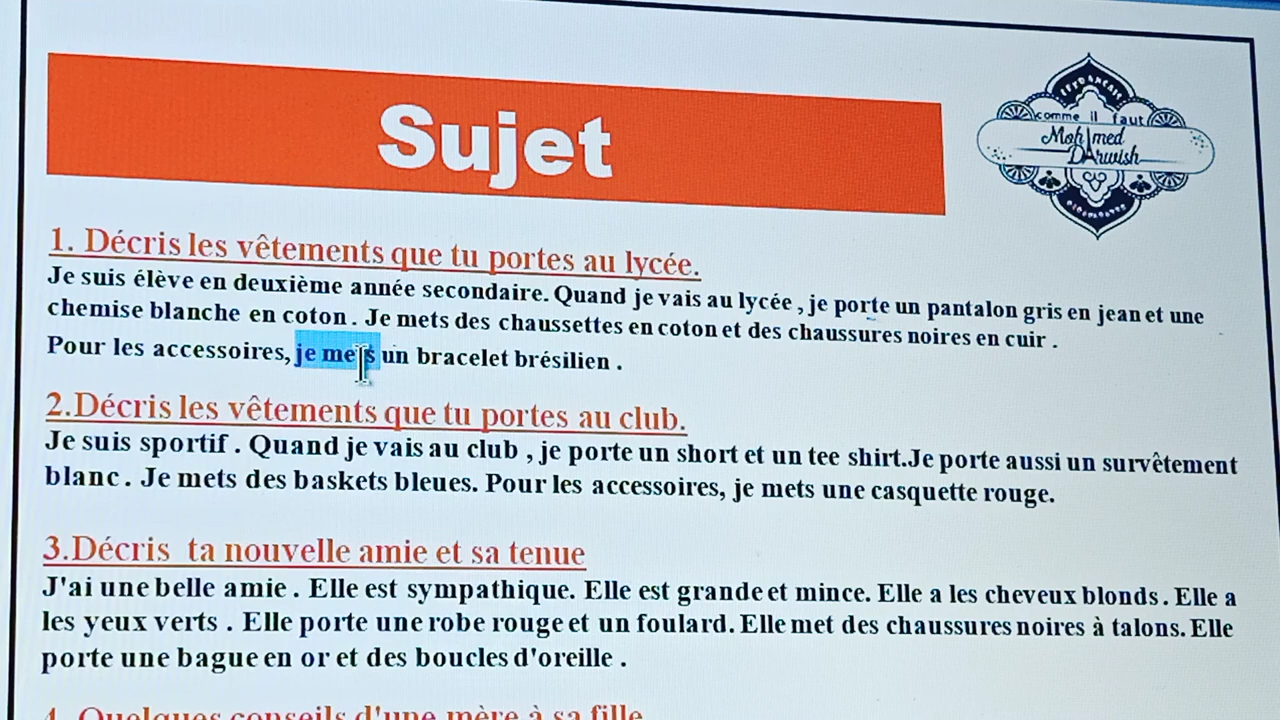 Sujet
comme il faut
Mohamed
Darwish
1. Décris les vêtements que tu portes au lycée.
Je suis élève en deuxième année secondaire. Quand je vais au lycée , je porte un pantalon gris en jean et une
chemise blanche en coton . Je mets des chaussettes en coton et des chaussures noires en cuir .
Pour les accessoires, je mets un bracelet brésilien .
2.Décris les vêtements que tu portes au club.
Je suis sportif . Quand je vais au club , je porte un short et un tee shirt.Je porte aussi un survêtement
blanc . Je mets des baskets bleues. Pour les accessoires, je mets une casquette rouge.
3.Décris ta nouvelle amie et sa tenue
J'ai une belle amie . Elle est sympathique. Elle est grande et mince. Elle a les cheveux blonds . Elle a
les yeux verts . Elle porte une robe rouge et un foulard. Elle met des chaussures noires à talons. Elle
porte une bague en or et des boucles d'oreille .
4. Quelques conseils d'une mère à sa fille